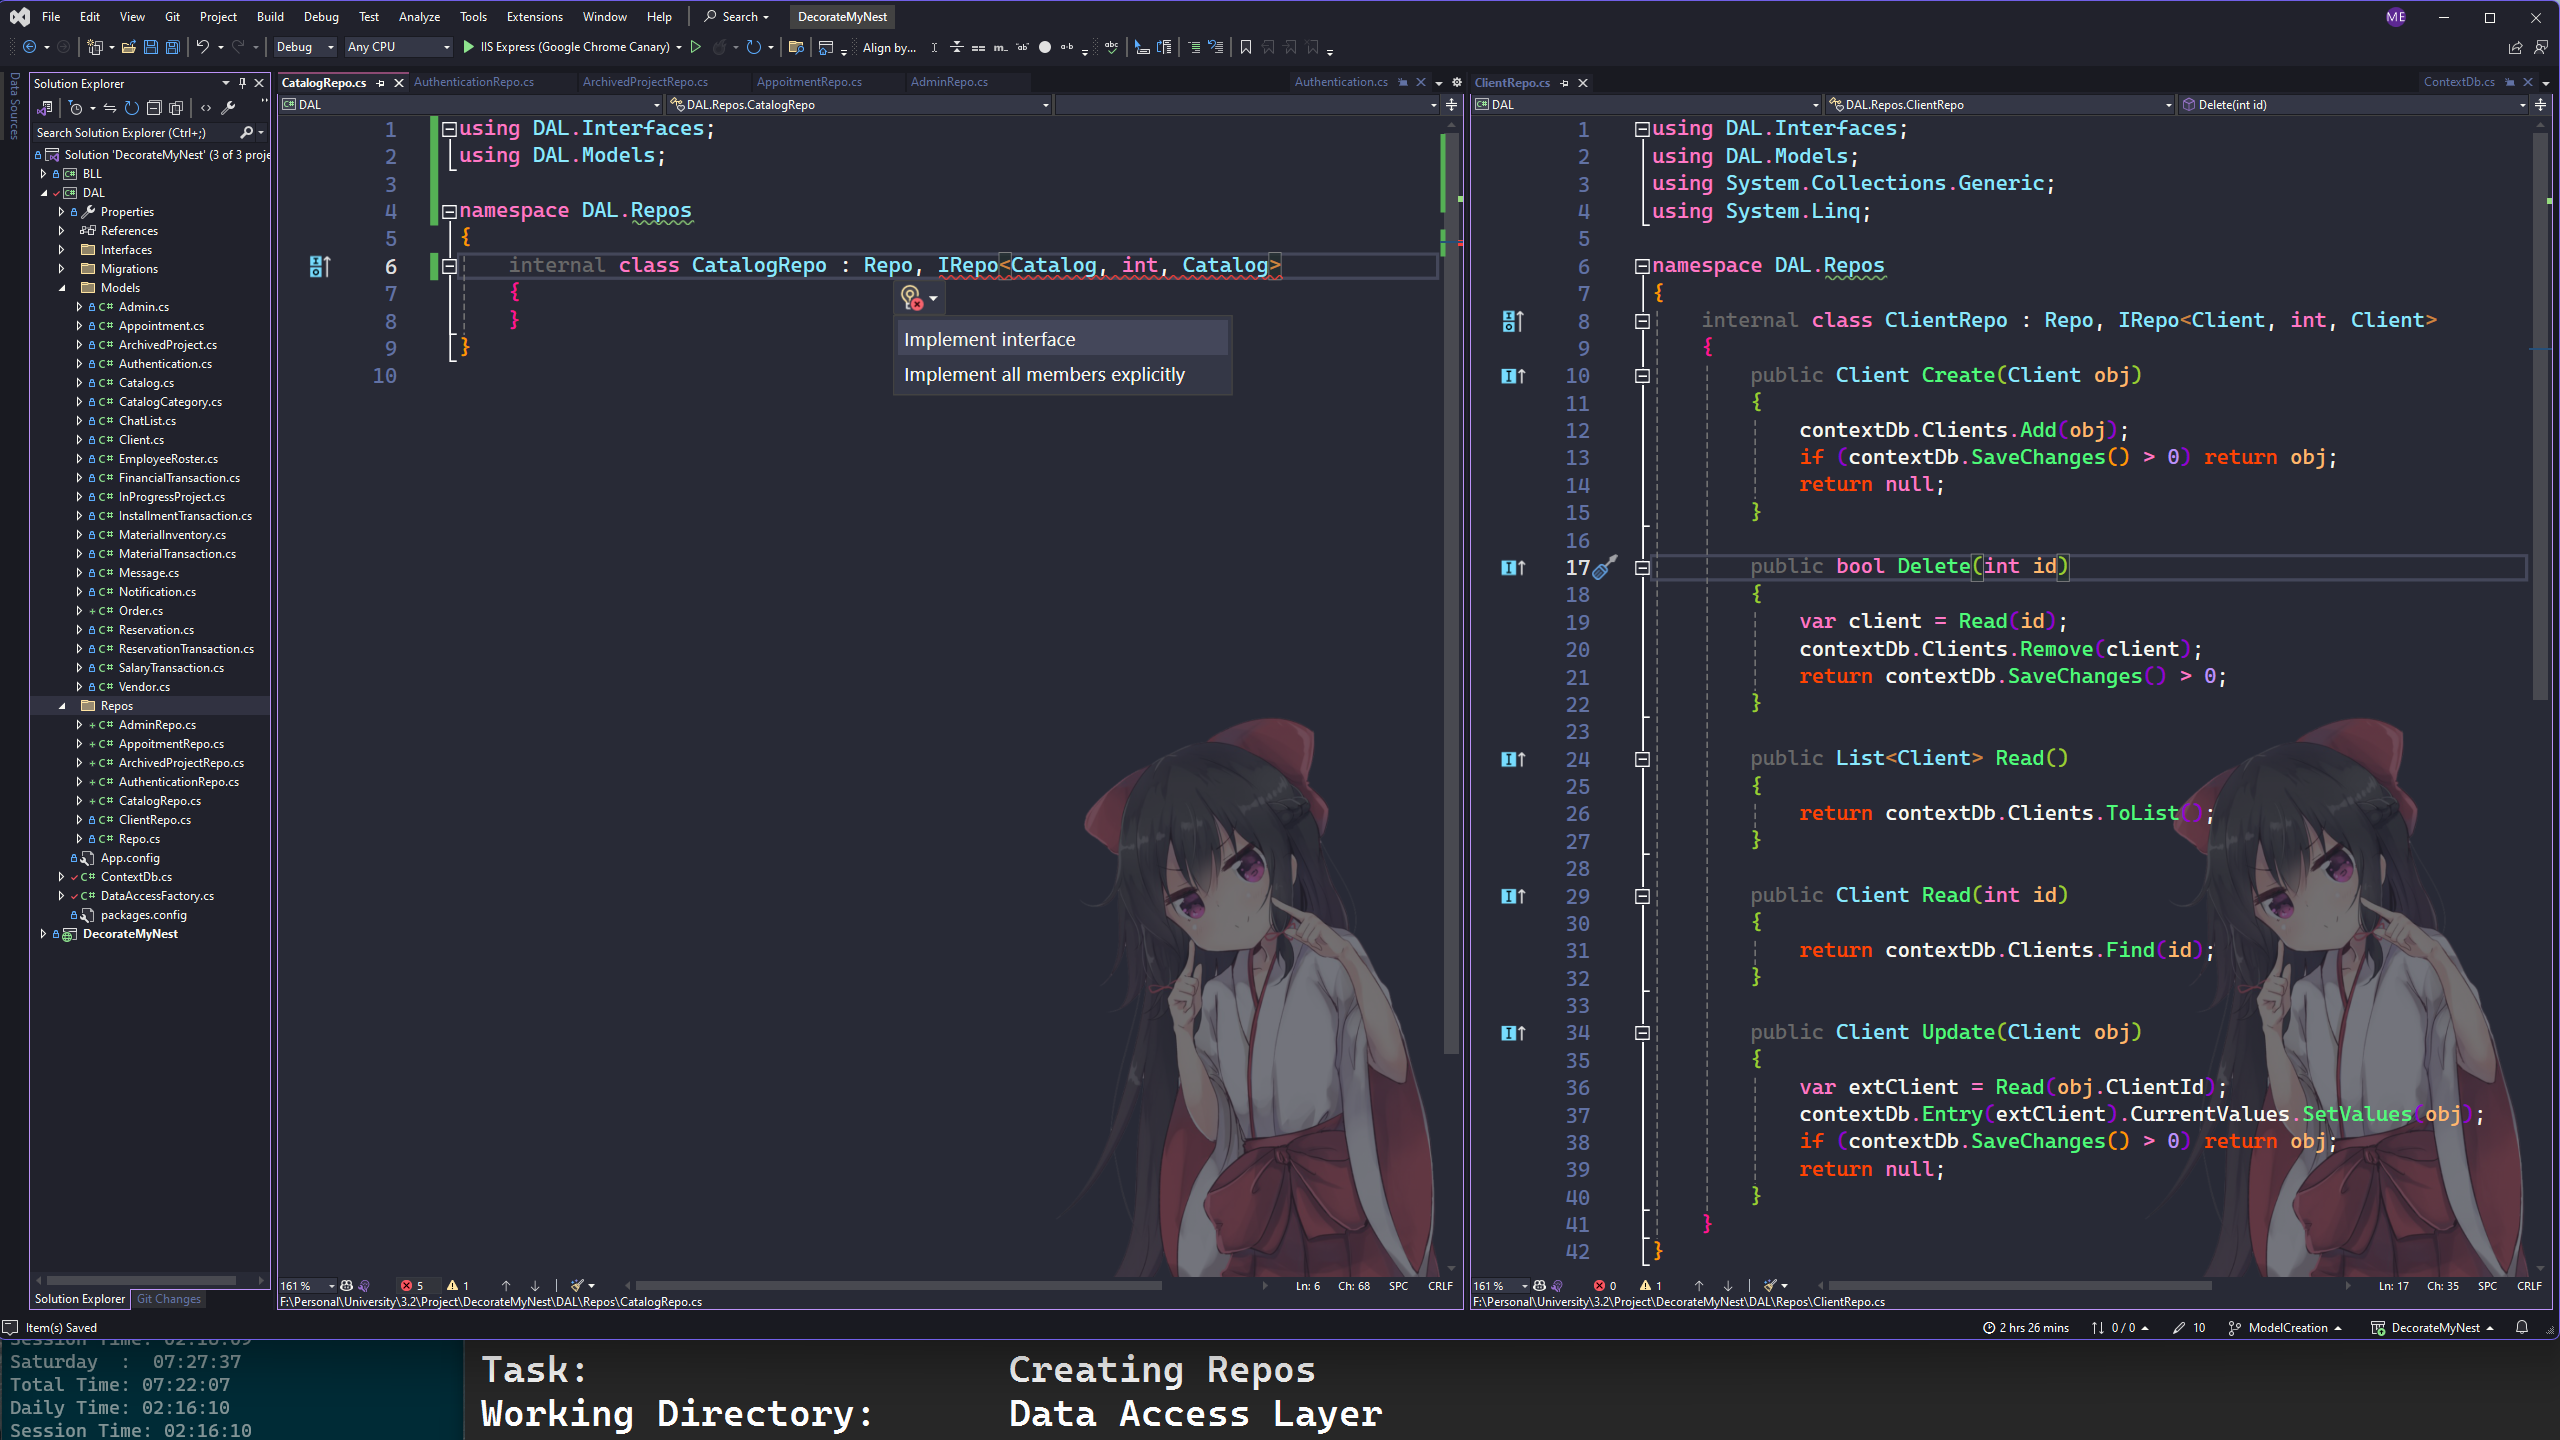 File Edit View Git Project Build Debug Test Analyze Tools Extensions Window Help Search DecorateMyNest ME
Debug Any CPU IIS Express (Google Chrome Canary) Align by...
Data Sources
Solution Explorer
Search Solution Explorer (Ctrl+;)
Solution 'DecorateMyNest' (3 of 3 proje
BLL
DAL
Properties
References
Interfaces
Migrations
Models
Admin.cs
Appointment.cs
ArchivedProject.cs
Authentication.cs
Catalog.cs
CatalogCategory.cs
ChatList.cs
Client.cs
EmployeeRoster.cs
FinancialTransaction.cs
InProgressProject.cs
InstallmentTransaction.cs
MaterialInventory.cs
MaterialTransaction.cs
Message.cs
Notification.cs
Order.cs
Reservation.cs
ReservationTransaction.cs
SalaryTransaction.cs
Vendor.cs
Repos
AdminRepo.cs
AppoitmentRepo.cs
ArchivedProjectRepo.cs
AuthenticationRepo.cs
CatalogRepo.cs
ClientRepo.cs
Repo.cs
App.config
ContextDb.cs
DataAccessFactory.cs
packages.config
DecorateMyNest
Solution Explorer Git Changes
CatalogRepo.cs AuthenticationRepo.cs ArchivedProjectRepo.cs AppoitmentRepo.cs AdminRepo.cs Authentication.cs
DAL DAL.Repos.CatalogRepo
1 using DAL.Interfaces;
2 using DAL.Models;
3
4 namespace DAL.Repos
5 {
6 internal class CatalogRepo : Repo, IRepo<Catalog, int, Catalog>
7 {
8 }
9 }
10
Implement interface
Implement all members explicitly
161 % 5 1 Ln: 6 Ch: 68 SPC CRLF
F:\Personal\University\3.2\Project\DecorateMyNest\DAL\Repos\CatalogRepo.cs
ClientRepo.cs ContextDb.cs
DAL DAL.Repos.ClientRepo Delete(int id)
1 using DAL.Interfaces;
2 using DAL.Models;
3 using System.Collections.Generic;
4 using System.Linq;
5
6 namespace DAL.Repos
7 {
8 internal class ClientRepo : Repo, IRepo<Client, int, Client>
9 {
10 public Client Create(Client obj)
11 {
12 contextDb.Clients.Add(obj);
13 if (contextDb.SaveChanges() > 0) return obj;
14 return null;
15 }
16
17 public bool Delete(int id)
18 {
19 var client = Read(id);
20 contextDb.Clients.Remove(client);
21 return contextDb.SaveChanges() > 0;
22 }
23
24 public List<Client> Read()
25 {
26 return contextDb.Clients.ToList();
27 }
28
29 public Client Read(int id)
30 {
31 return contextDb.Clients.Find(id);
32 }
33
34 public Client Update(Client obj)
35 {
36 var extClient = Read(obj.ClientId);
37 contextDb.Entry(extClient).CurrentValues.SetValues(obj);
38 if (contextDb.SaveChanges() > 0) return obj;
39 return null;
40 }
41 }
42 }
161 % 0 1 Ln: 17 Ch: 35 SPC CRLF
F:\Personal\University\3.2\Project\DecorateMyNest\DAL\Repos\ClientRepo.cs
Item(s) Saved 2 hrs 26 mins 0 / 0 10 ModelCreation DecorateMyNest
Session Time: 02:16:09
Saturday : 07:27:37
Total Time: 07:22:07
Daily Time: 02:16:10
Session Time: 02:16:10
Task: Creating Repos
Working Directory: Data Access Layer